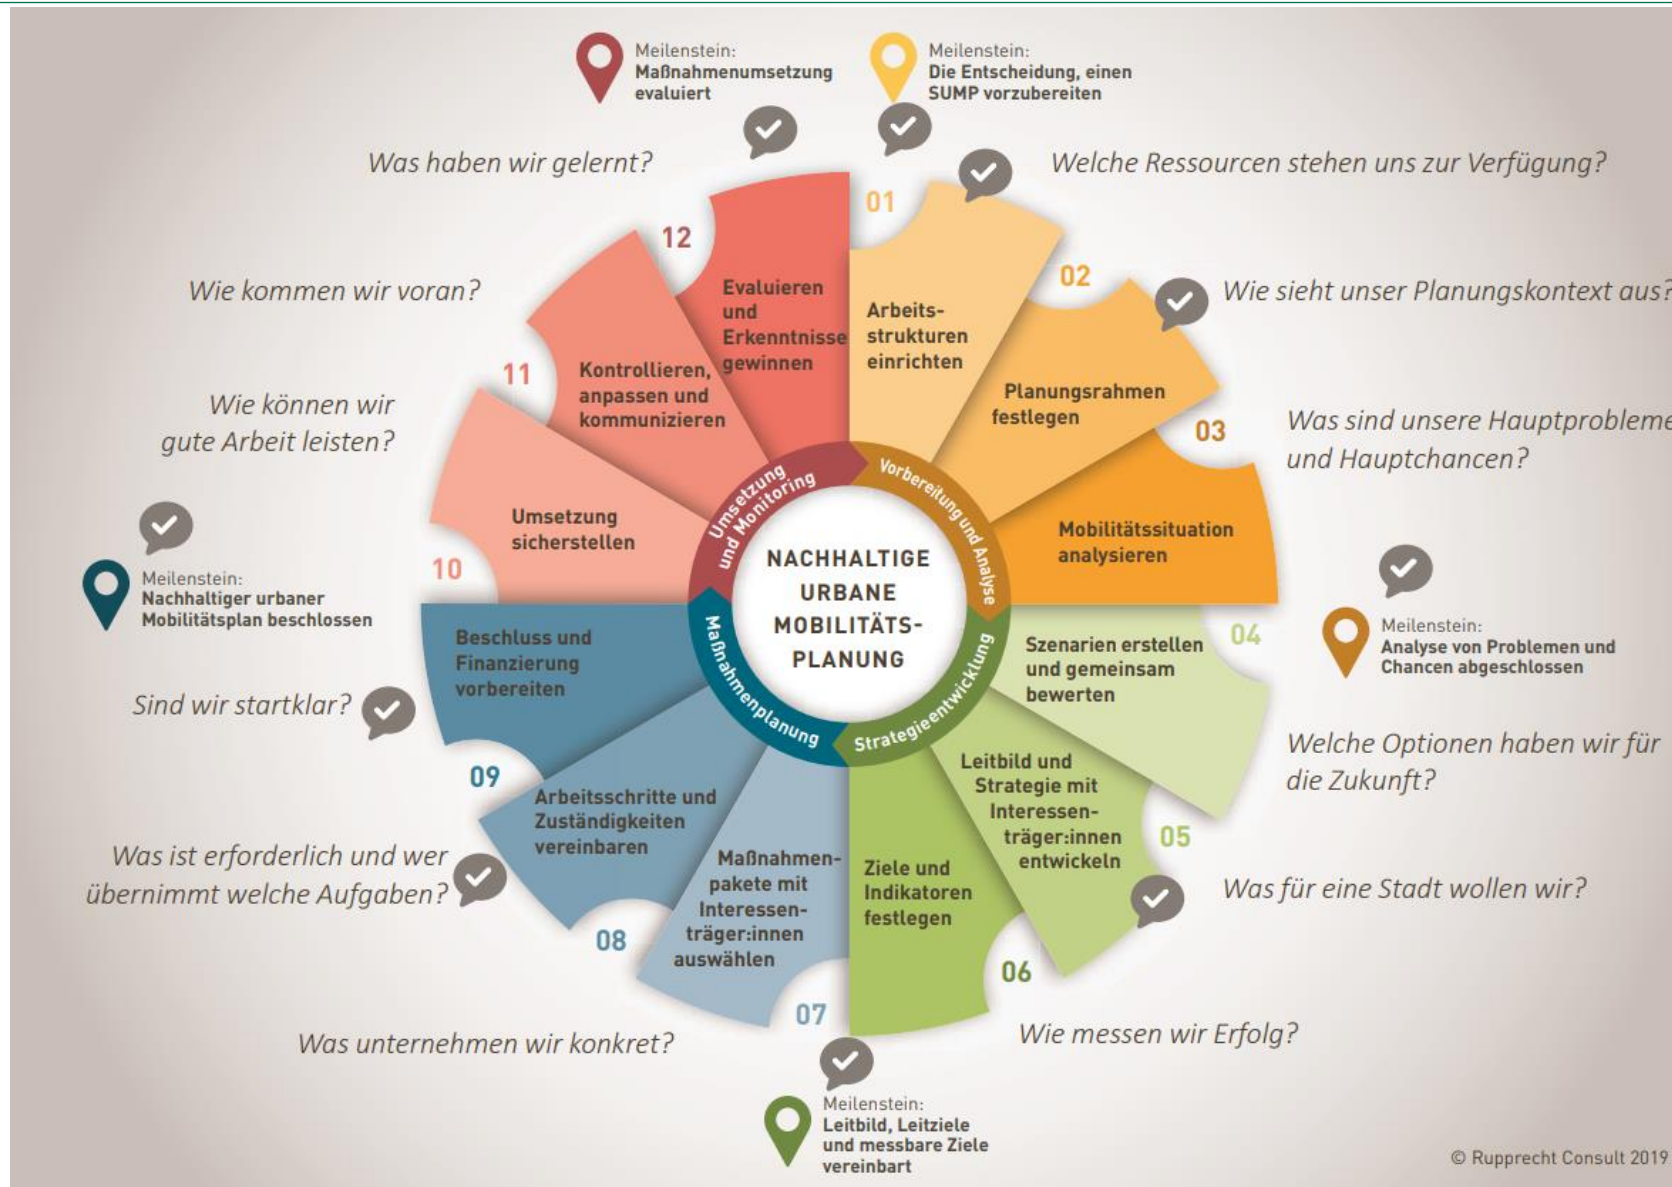 Meilenstein:
Maßnahmenumsetzung
evaluiert
Meilenstein:
Die Entscheidung, einen
SUMP vorzubereiten
Was haben wir gelernt?
Welche Ressourcen stehen uns zur Verfügung?
01
12
02
Wie kommen wir voran?
Wie sieht unser Planungskontext aus?
Evaluieren
und
Erkenntnisse
gewinnen
Arbeits-
strukturen
einrichten
11
Kontrollieren,
anpassen und
kommunizieren
Planungsrahmen
festlegen
03
Wie können wir
gute Arbeit leisten?
Was sind unsere Hauptprobleme
und Hauptchancen?
Umsetzung
sicherstellen
Umsetzung
und Monitoring
Vorbereitung und Analyse
Mobilitätssituation
analysieren
10
NACHHALTIGE
URBANE
MOBILITÄTS-
PLANUNG
Meilenstein:
Nachhaltiger urbaner
Mobilitätsplan beschlossen
Beschluss und
Finanzierung
vorbereiten
Maßnahmenplanung
Strategieentwicklung
Szenarien erstellen
und gemeinsam
bewerten
04
Meilenstein:
Analyse von Problemen und
Chancen abgeschlossen
Sind wir startklar?
Welche Optionen haben wir für
die Zukunft?
09
Arbeitsschritte und
Zuständigkeiten
vereinbaren
Leitbild und
Strategie mit
Interessen-
träger:innen
entwickeln
05
Was ist erforderlich und wer
übernimmt welche Aufgaben?
Maßnahmen-
pakete mit
Interessen-
träger:innen
auswählen
Ziele und
Indikatoren
festlegen
Was für eine Stadt wollen wir?
08
06
07
Was unternehmen wir konkret?
Wie messen wir Erfolg?
Meilenstein:
Leitbild, Leitziele
und messbare Ziele
vereinbart
© Rupprecht Consult 2019